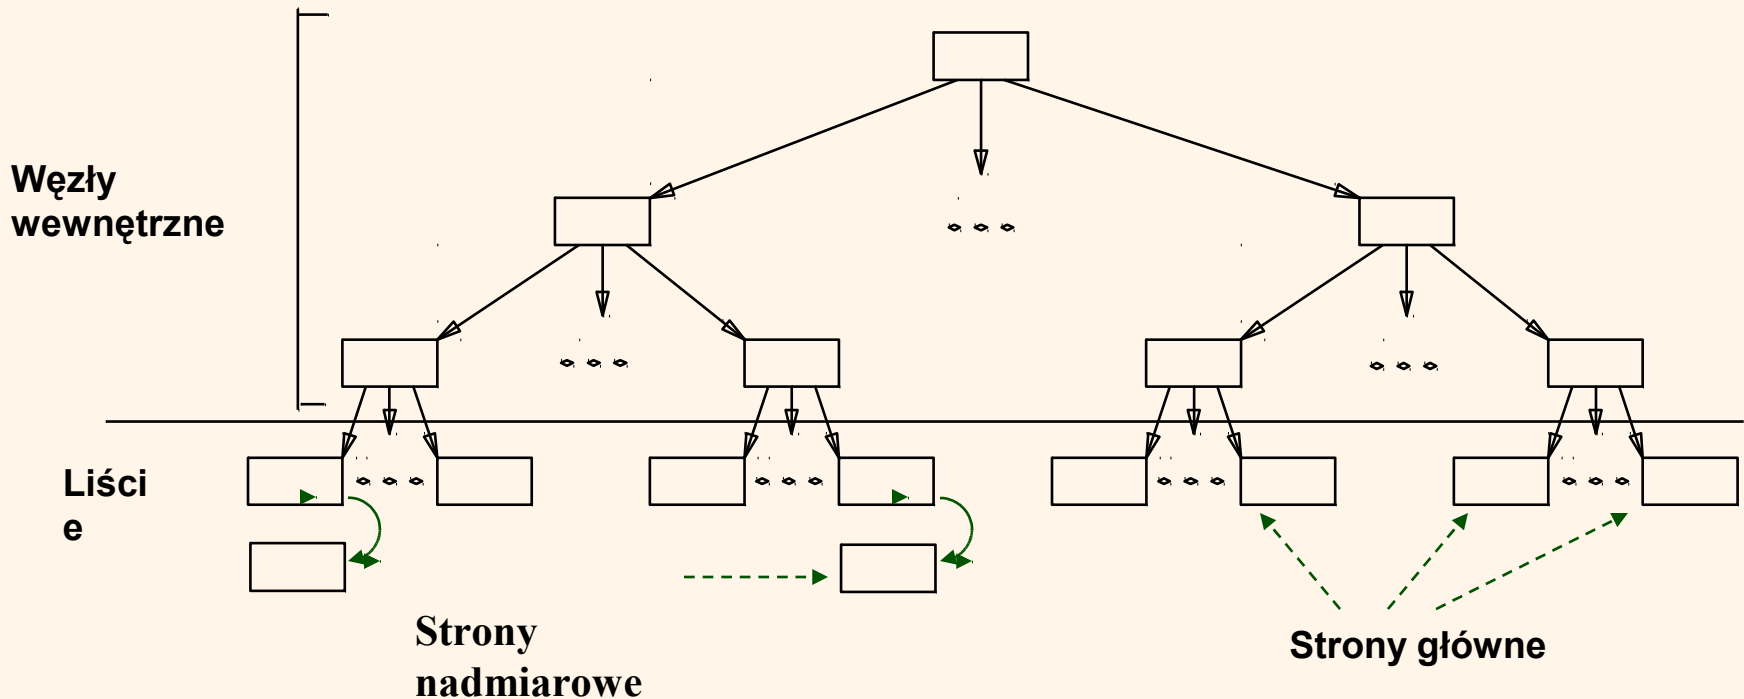 Węzły
wewnętrzne
Liści
e
Strony
nadmiarowe
Strony główne